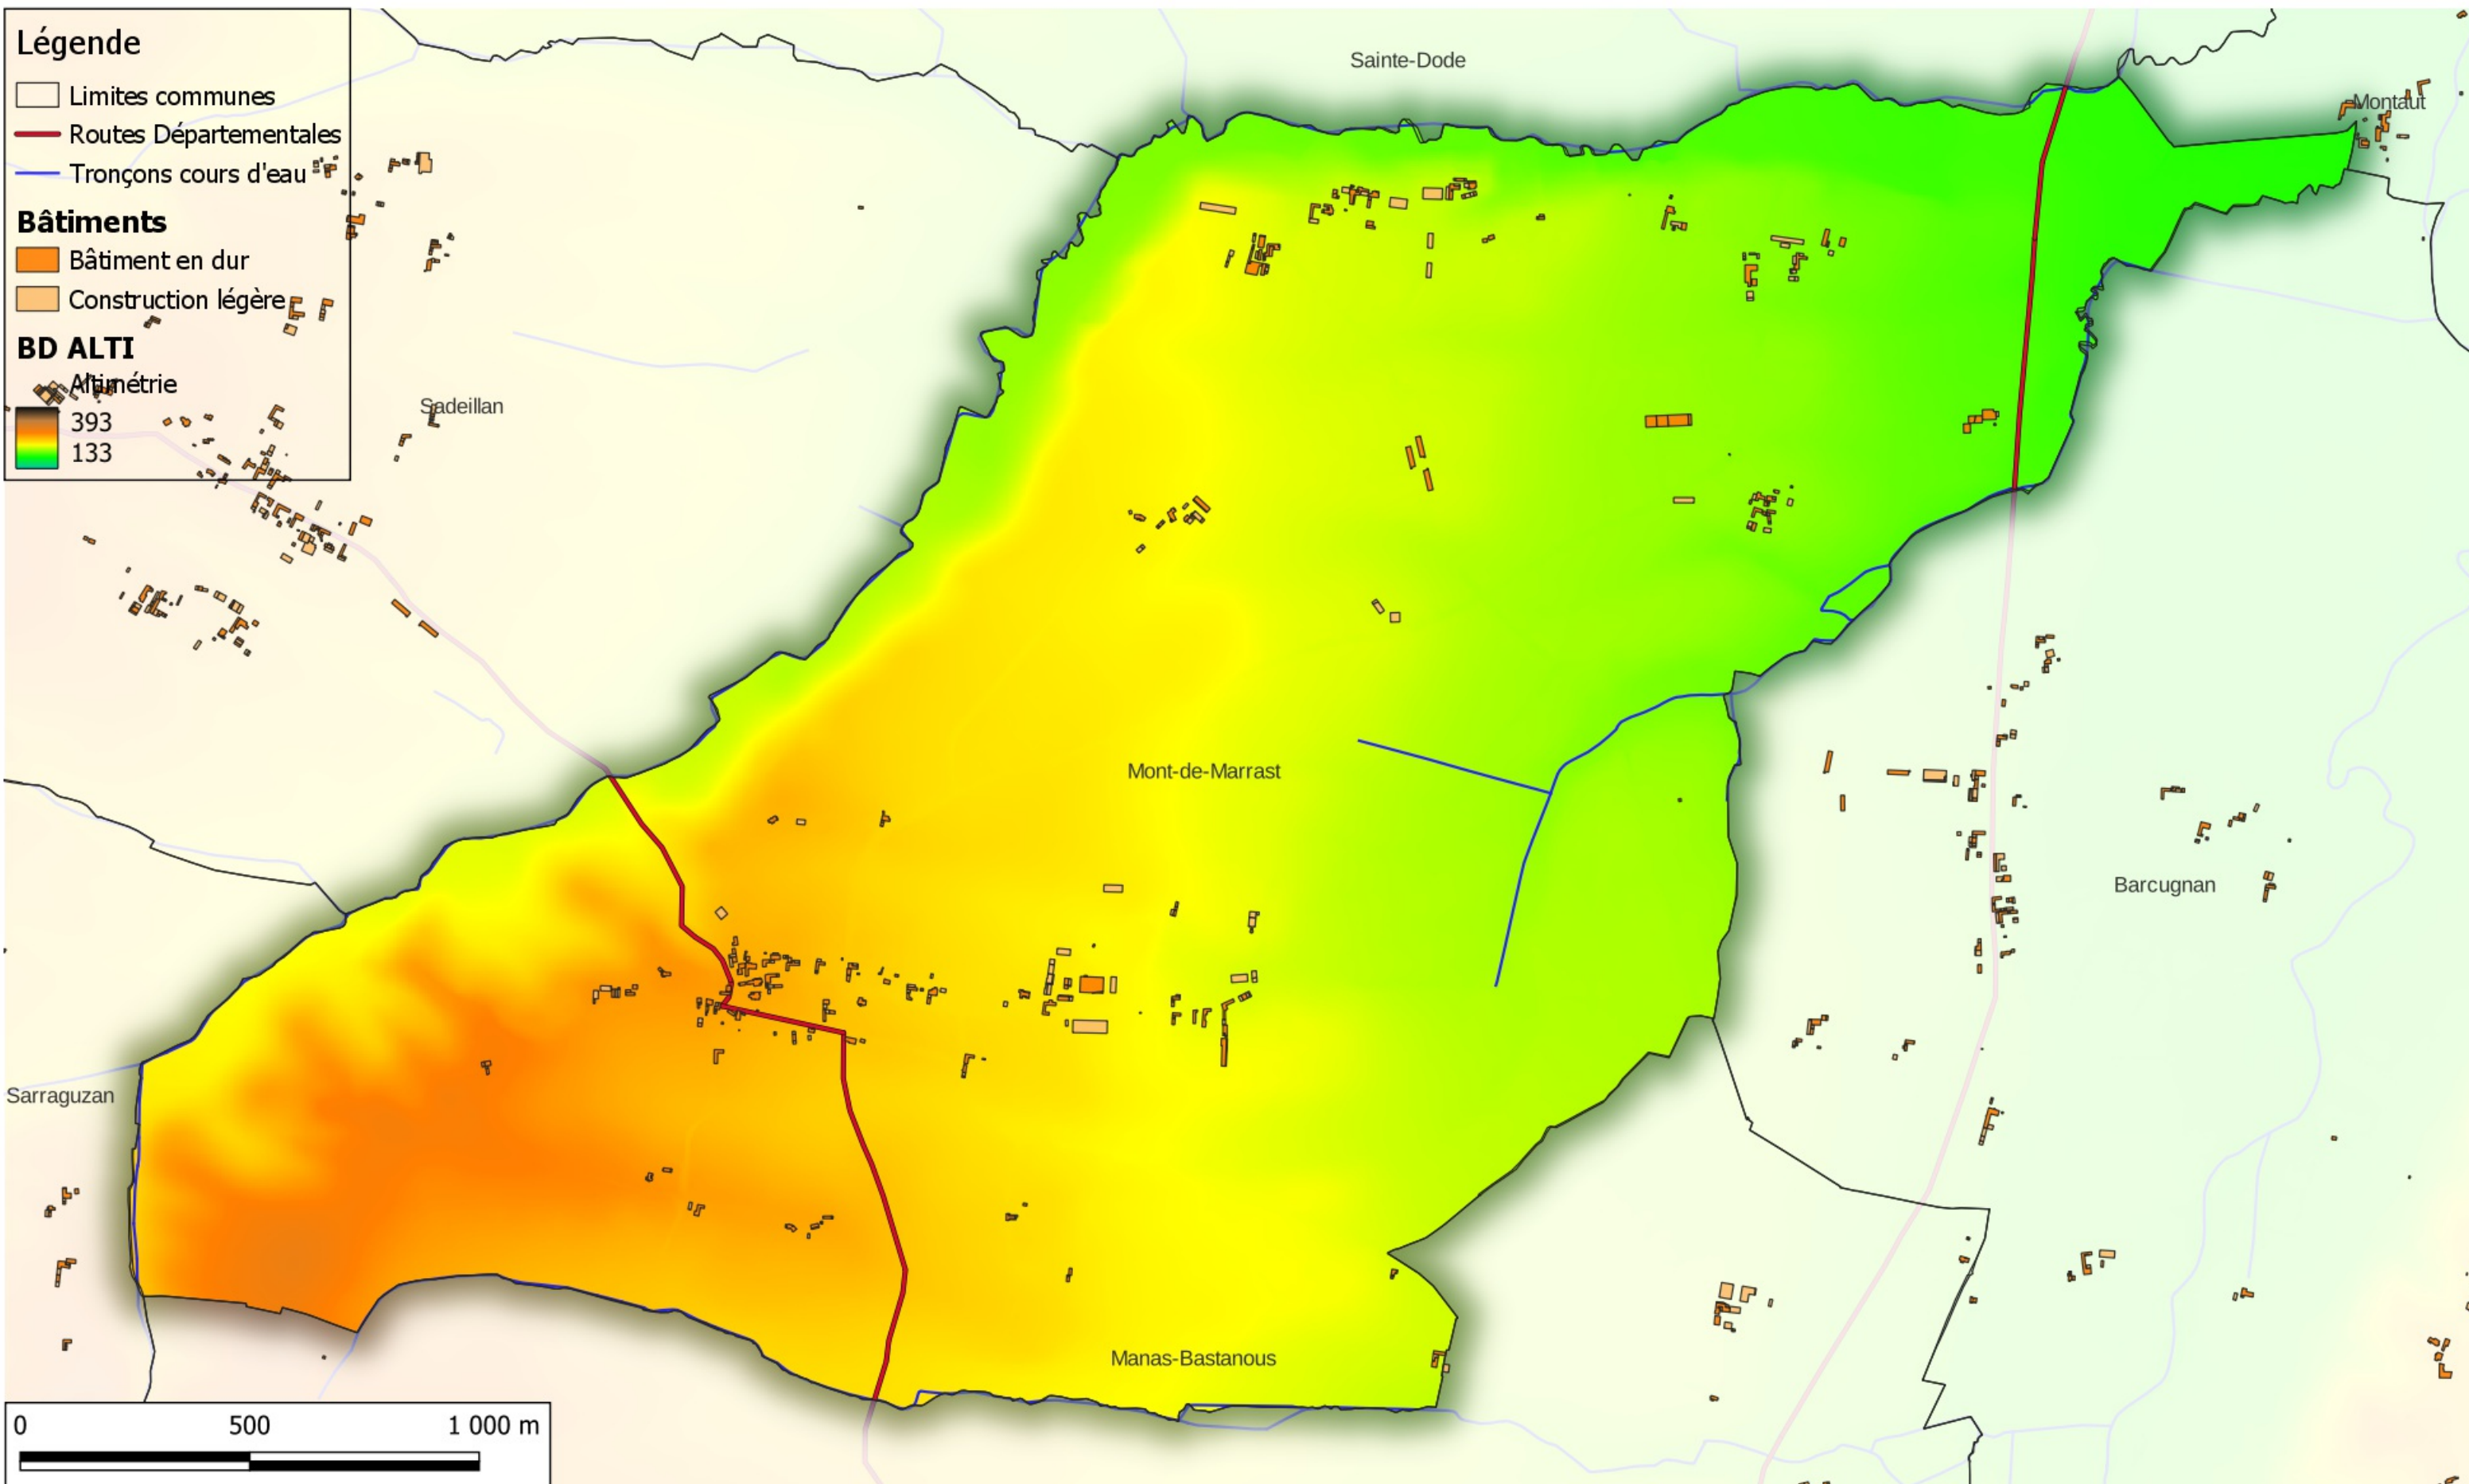 Légende
Limites communes
Routes Départementales
Tronçons cours d'eau
Bâtiments
Bâtiment en dur
Construction légère
BD ALTI
Altimétrie
393
133
Sainte-Dode
Montaut
Sadeillan
Mont-de-Marrast
Barcugnan
Sarraguzan
Manas-Bastanous
0 500 1 000 m